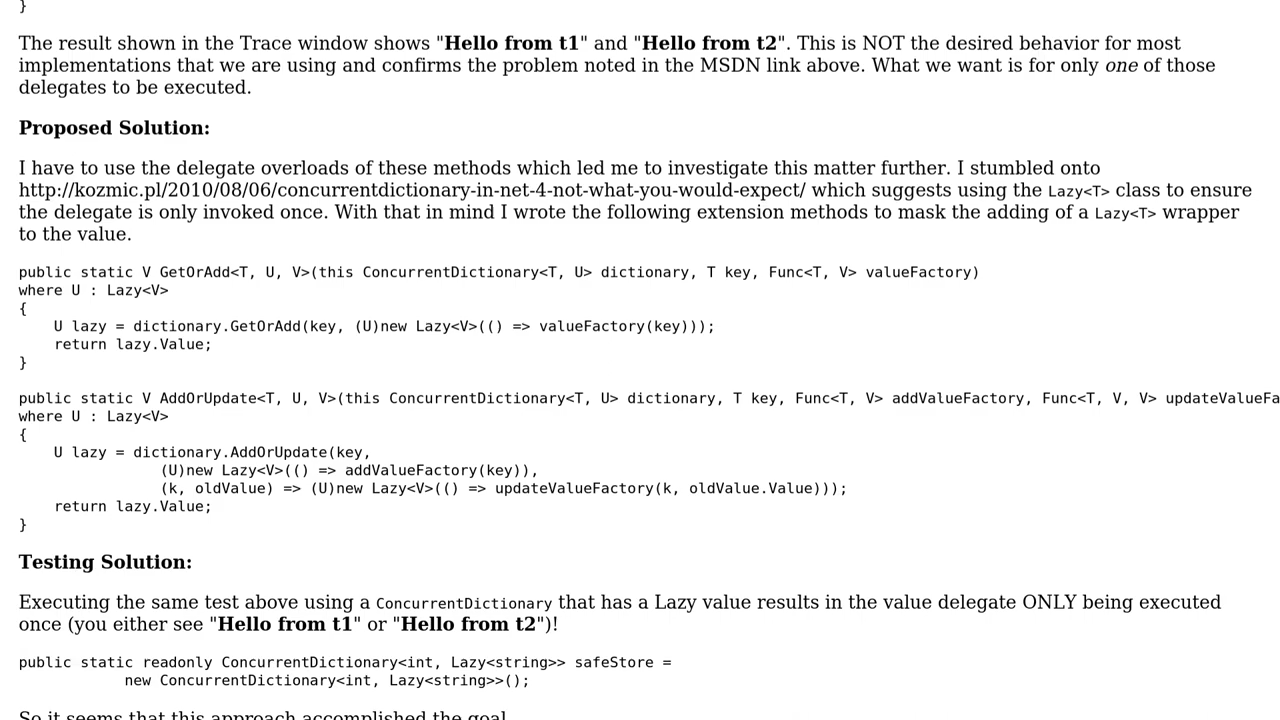 }
The result shown in the Trace window shows "Hello from t1" and "Hello from t2". This is NOT the desired behavior for most
implementations that we are using and confirms the problem noted in the MSDN link above. What we want is for only one of those
delegates to be executed.
Proposed Solution:
I have to use the delegate overloads of these methods which led me to investigate this matter further. I stumbled onto
http://kozmic.pl/2010/08/06/concurrentdictionary-in-net-4-not-what-you-would-expect/ which suggests using the Lazy<T> class to ensure
the delegate is only invoked once. With that in mind I wrote the following extension methods to mask the adding of a Lazy<T> wrapper
to the value.
public static V GetOrAdd<T, U, V>(this ConcurrentDictionary<T, U> dictionary, T key, Func<T, V> valueFactory)
where U : Lazy<V>
{
    U lazy = dictionary.GetOrAdd(key, (U)new Lazy<V>(() => valueFactory(key)));
    return lazy.Value;
}
public static V AddOrUpdate<T, U, V>(this ConcurrentDictionary<T, U> dictionary, T key, Func<T, V> addValueFactory, Func<T, V, V> updateValueFa
where U : Lazy<V>
{
    U lazy = dictionary.AddOrUpdate(key,
                (U)new Lazy<V>(() => addValueFactory(key)),
                (k, oldValue) => (U)new Lazy<V>(() => updateValueFactory(k, oldValue.Value)));
    return lazy.Value;
}
Testing Solution:
Executing the same test above using a ConcurrentDictionary that has a Lazy value results in the value delegate ONLY being executed
once (you either see "Hello from t1" or "Hello from t2")!
public static readonly ConcurrentDictionary<int, Lazy<string>> safeStore =
            new ConcurrentDictionary<int, Lazy<string>>();
So it seems that this approach accomplished the goal.